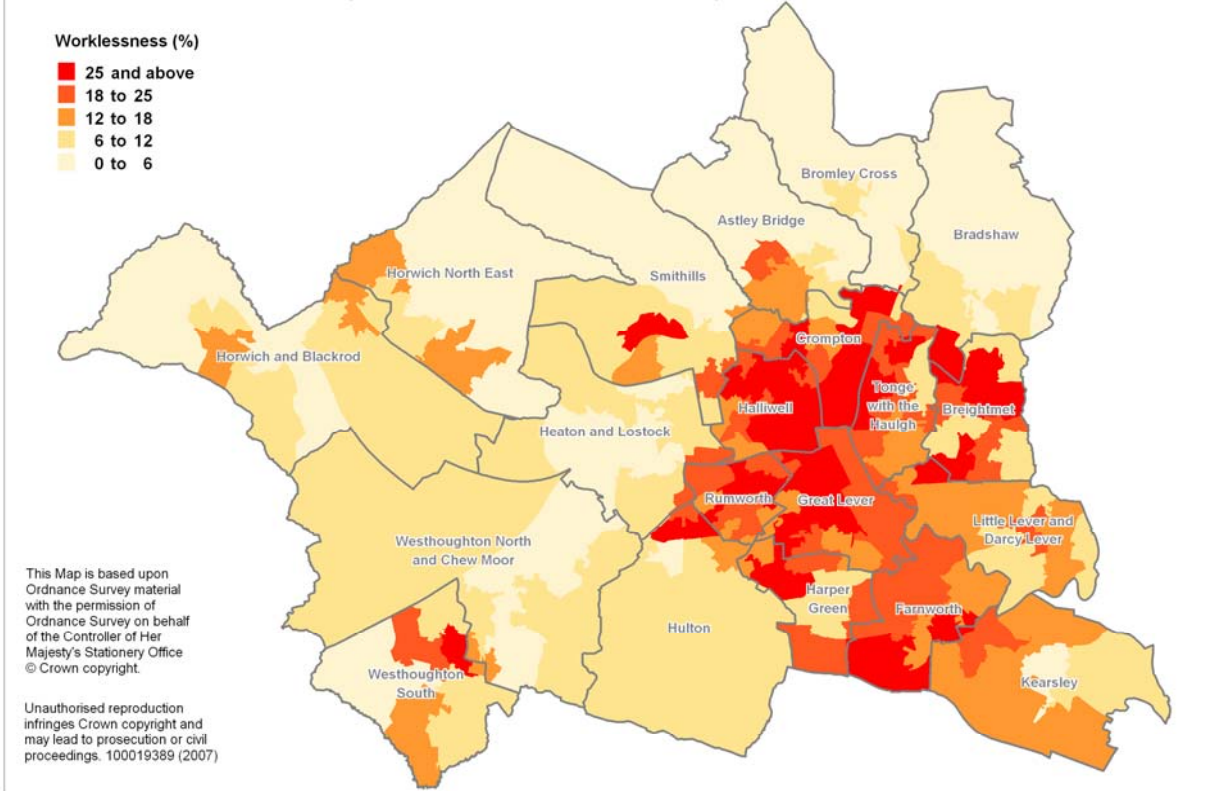 Worklessness (%)
25 and above
18 to 25
12 to 18
6 to 12
0 to 6
Bromley Cross
Astley Bridge
Bradshaw
Horwich North East
Smithills
Crompton
Horwich and Blackrod
Tonge
with the
Haulgh
Halliwell
Breightmet
Heaton and Lostock
Rumworth
Great Lever
Little Lever and
Darcy Lever
Westhoughton North
and Chew Moor
Harper
Green
Farnworth
Hulton
Westhoughton
South
Kearsley
This Map is based upon
Ordnance Survey material
with the permission of
Ordnance Survey on behalf
of the Controller of Her
Majesty's Stationery Office
© Crown copyright.
Unauthorised reproduction
infringes Crown copyright and
may lead to prosecution or civil
proceedings. 100019389 (2007)